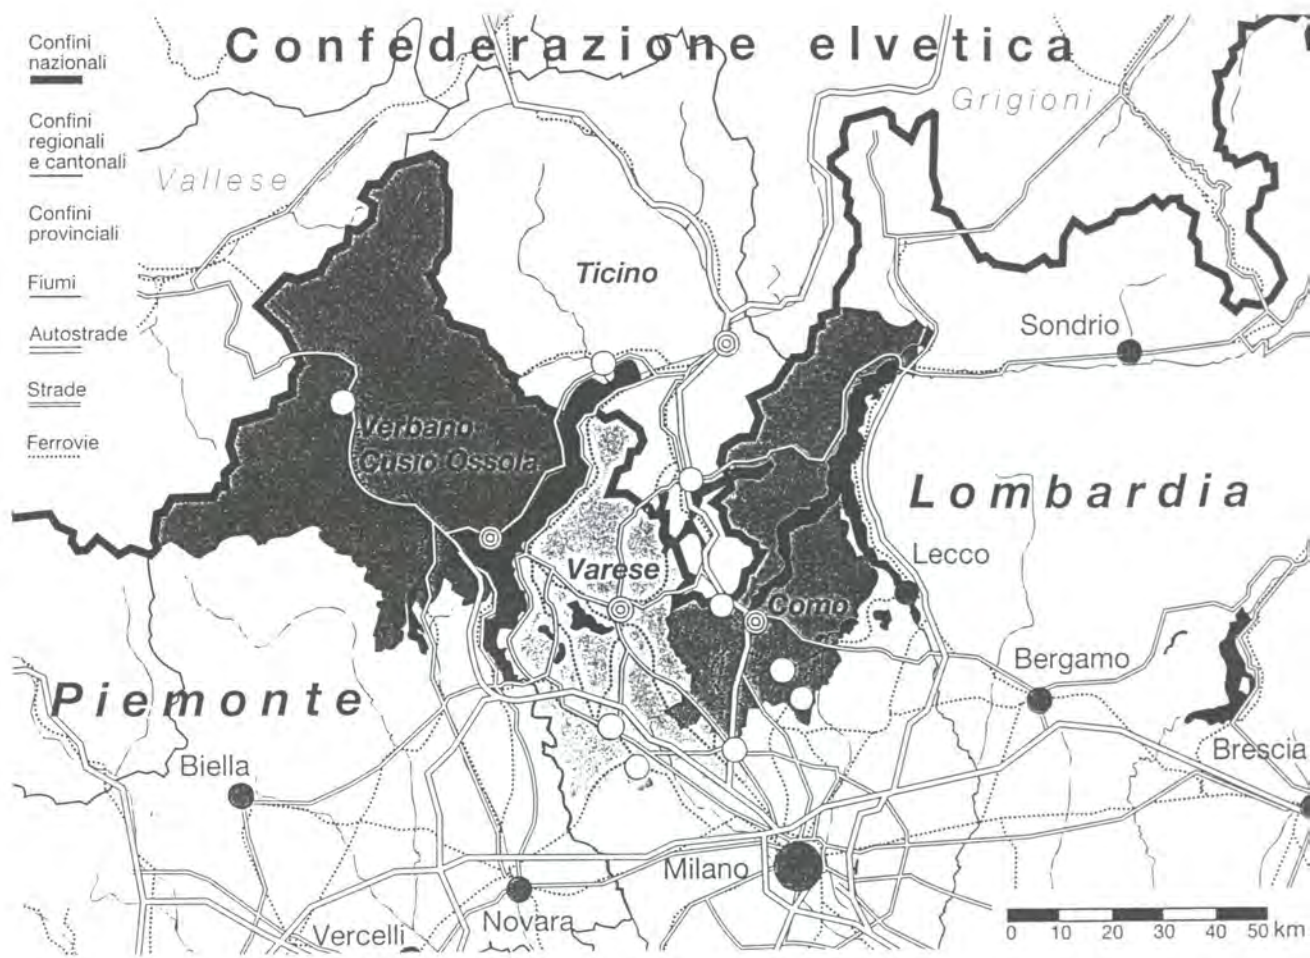 Confederazione elvetica
Confini
nazionali
Confini
regionali
e cantonali
Confini
provinciali
Fiumi
Autostrade
Strade
Ferrovie
Vallese
Grigioni
Ticino
Sondrio
Verbano-
Cusio Ossola
Lombardia
Lecco
Varese
Como
Bergamo
Piemonte
Biella
Brescia
Milano
Novara
Vercelli
0 10 20 30 40 50 km